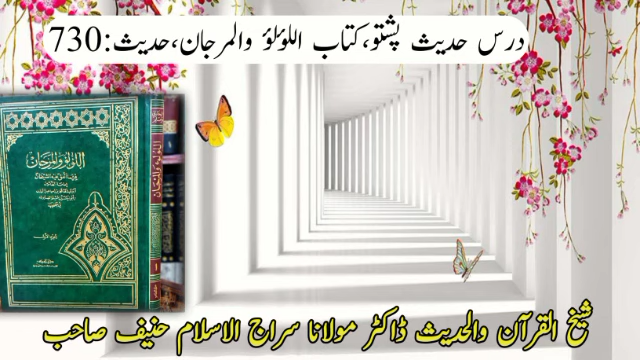 درس حدیث پشتو،کتاب اللؤلؤ والمرجان،حدیث:730
اللؤلؤ والمرجان
شیخ القرآن والحدیث ڈاکٹر مولانا سراج الاسلام حنیف صاحب